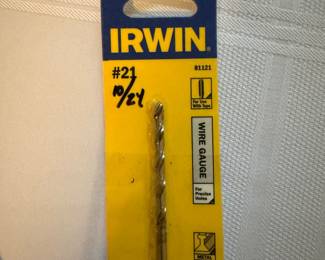 IRWIN
#21
81121
10/24
For Use
With Taps
WIRE GAUGE
For
Precise
Holes
METAL